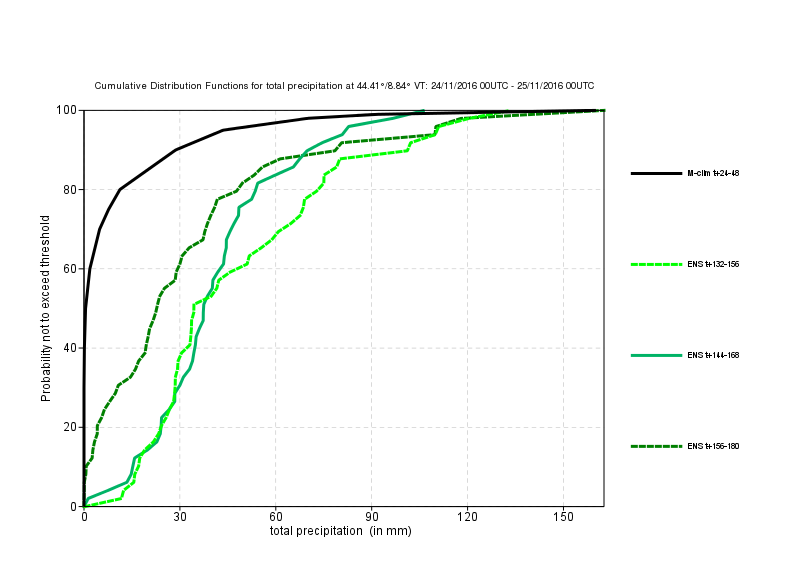 Cumulative Distribution Functions for total precipitation at 44.41°/8.84° VT: 24/11/2016 00UTC - 25/11/2016 00UTC
100
80
60
40
20
0
Probability not to exceed threshold
0 30 60 90 120 150
total precipitation (in mm)
M-clim t+24-48
ENS t+132-156
ENS t+144-168
ENS t+156-180